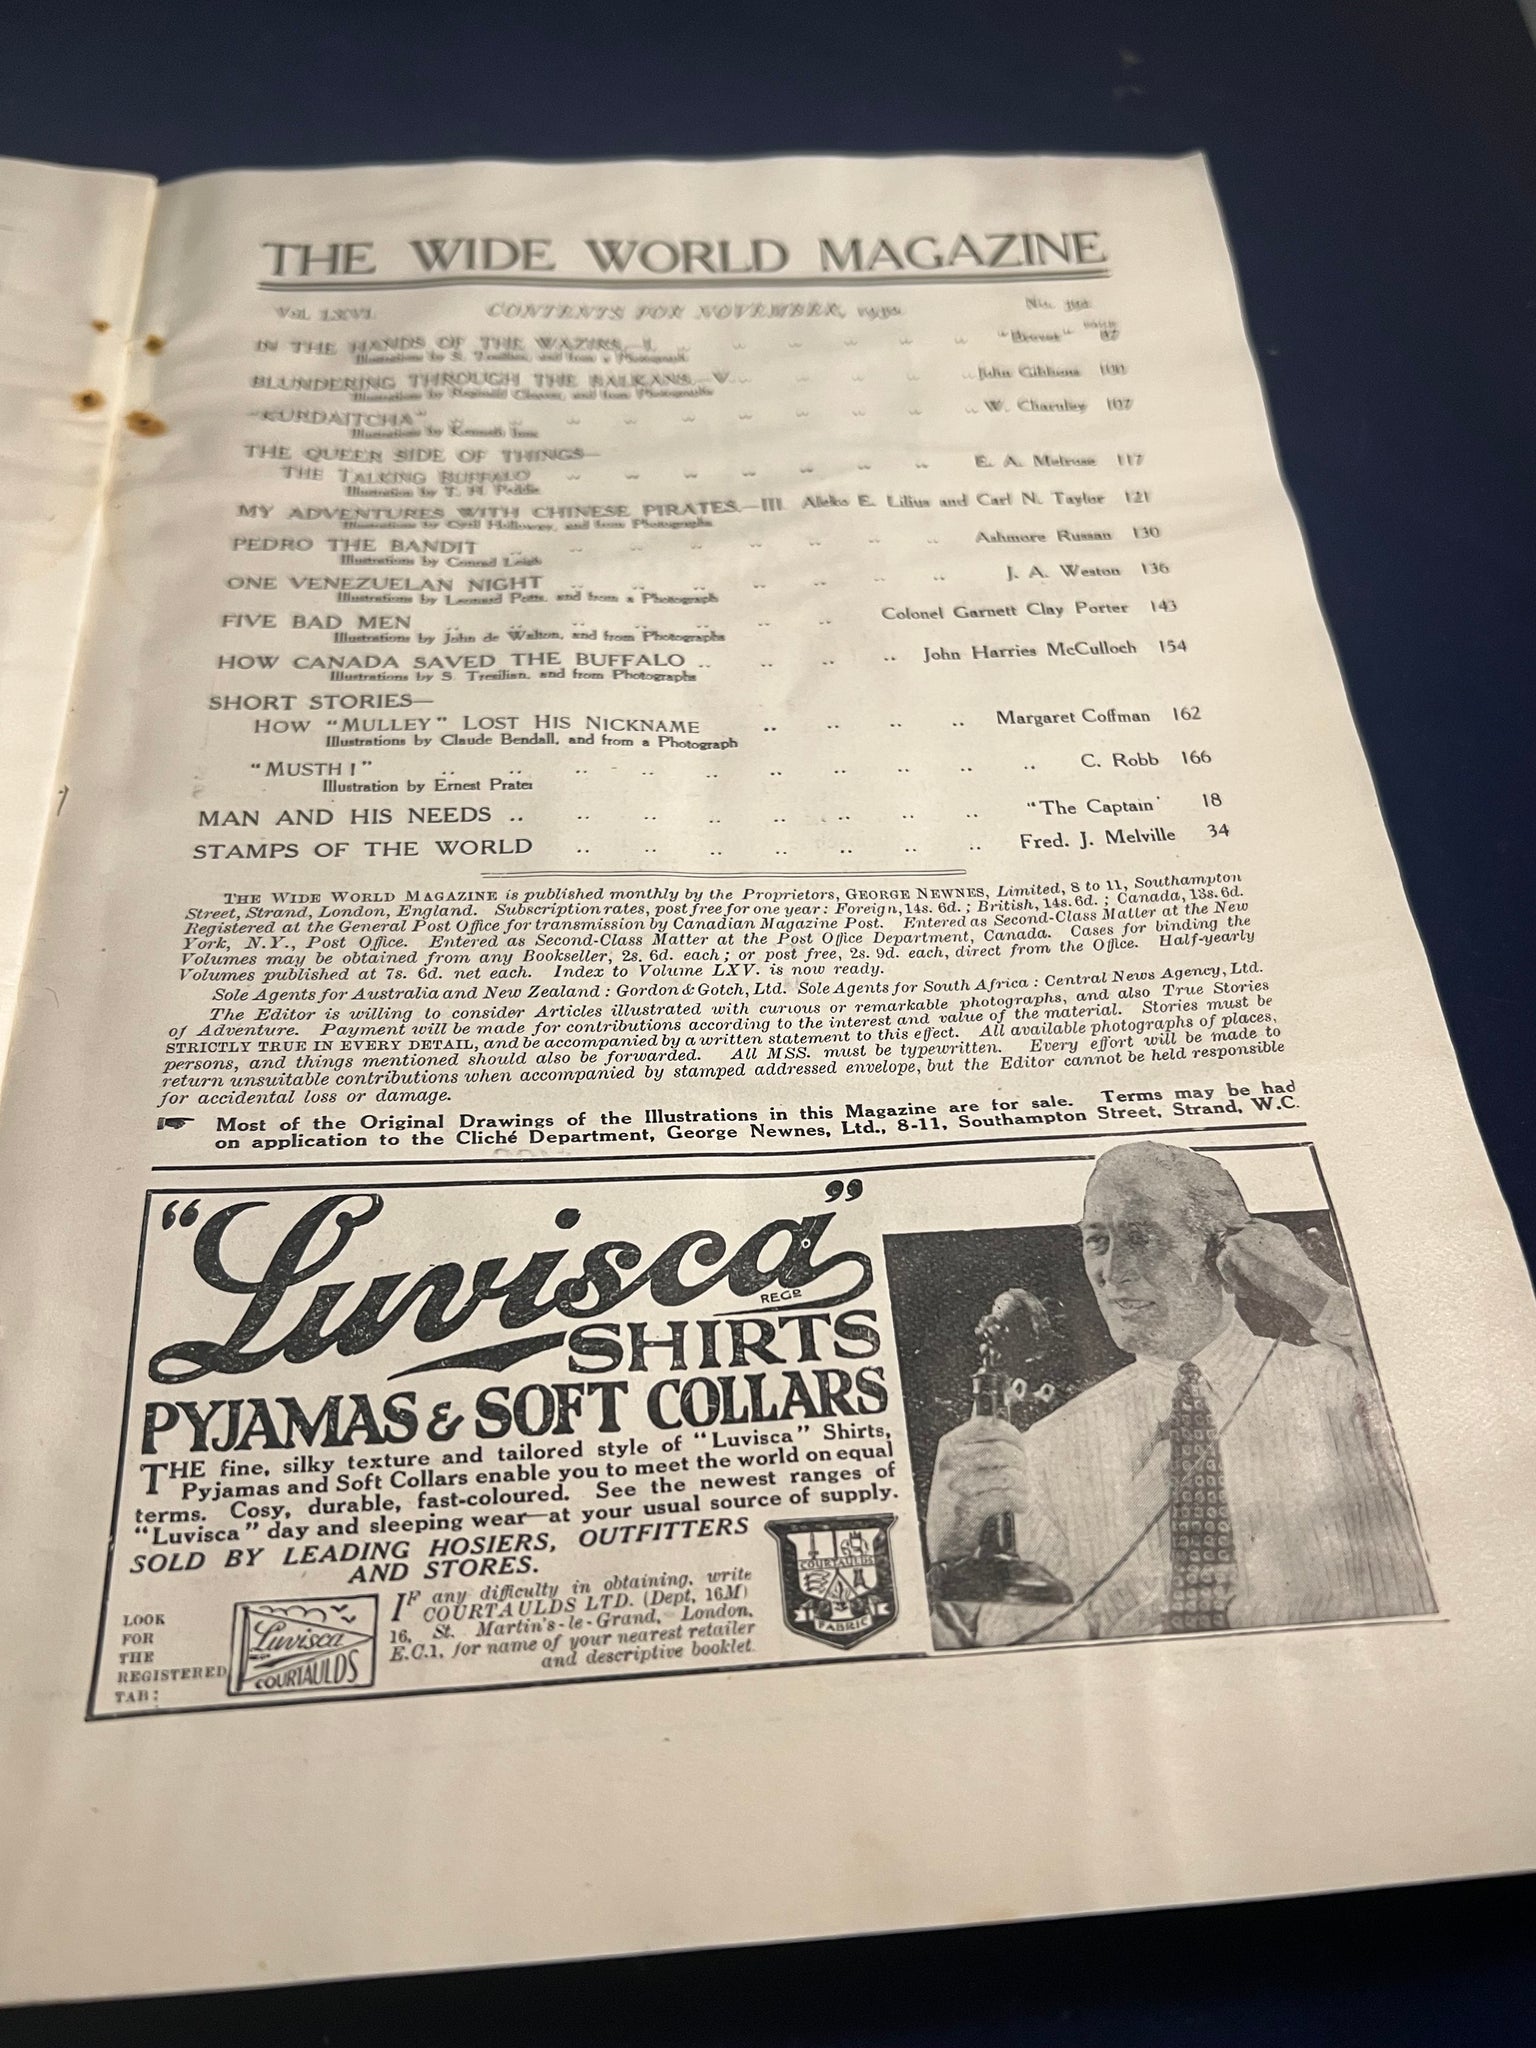 THE WIDE WORLD MAGAZINE
Vol. LXVI. CONTENTS FOR NOVEMBER, 1930. No.
PAGE
IN THE HANDS OF THE WAZIRS.—I. .. .. .. .. .. 87
Illustrations by S. Tresilian, and from a Photograph
BLUNDERING THROUGH THE BALKANS.—V. .. .. .. .. John Gibbons 100
Illustrations by Reginald Cleaver, and from Photographs
"KURDAITCHA" .. .. .. .. .. .. .. .. W. Charnley 107
Illustrations by Kenneth
THE QUEER SIDE OF THINGS—
THE TALKING BUFFALO .. .. .. .. .. .. .. E. A. Melrose 117
Illustration by T. H. Peddie
MY ADVENTURES WITH CHINESE PIRATES.—III. Aleko E. Lilius and Carl N. Taylor 121
Illustrations by Cyril Holloway, and from Photographs
PEDRO THE BANDIT .. .. .. .. .. .. .. .. Ashmore Russan 130
Illustrations by Conrad Leigh
ONE VENEZUELAN NIGHT .. .. .. .. .. .. .. J. A. Weston 136
Illustrations by Leonard Potts, and from a Photograph
FIVE BAD MEN .. .. .. .. .. .. .. Colonel Garnett Clay Porter 143
Illustrations by John de Walton, and from Photographs
HOW CANADA SAVED THE BUFFALO .. .. .. .. John Harries McCulloch 154
Illustrations by S. Tresilian, and from Photographs
SHORT STORIES—
HOW "MULLEY" LOST HIS NICKNAME .. .. .. .. Margaret Coffman 162
Illustrations by Claude Bendall, and from a Photograph
"MUSTH!" .. .. .. .. .. .. .. .. .. .. C. Robb 166
Illustration by Ernest Prater
MAN AND HIS NEEDS .. .. .. .. .. .. .. .. "The Captain" 18
STAMPS OF THE WORLD .. .. .. .. .. .. .. Fred. J. Melville 34
THE WIDE WORLD MAGAZINE is published monthly by the Proprietors, GEORGE NEWNES, Limited, 8 to 11, Southampton
Street, Strand, London, England. Subscription rates, post free for one year: Foreign, 14s. 6d.; British, 14s. 6d.; Canada, 13s. 6d.
Registered at the General Post Office for transmission by Canadian Magazine Post. Entered as Second-Class Matter at the New
York, N.Y., Post Office. Entered as Second-Class Matter at the Post Office Department, Canada. Cases for binding the
Volumes may be obtained from any Bookseller, 2s. 6d. each; or post free, 2s. 9d. each, direct from the Office. Half-yearly
Volumes published at 7s. 6d. net each. Index to Volume LXV. is now ready.
Sole Agents for Australia and New Zealand: Gordon & Gotch, Ltd. Sole Agents for South Africa: Central News Agency, Ltd.
The Editor is willing to consider Articles illustrated with curious or remarkable photographs, and also True Stories
of Adventure. Payment will be made for contributions according to the interest and value of the material. Stories must be
STRICTLY TRUE IN EVERY DETAIL, and be accompanied by a written statement to this effect. All available photographs of places,
persons, and things mentioned should also be forwarded. All MSS. must be typewritten. Every effort will be made to
return unsuitable contributions when accompanied by stamped addressed envelope, but the Editor cannot be held responsible
for accidental loss or damage.
☛ Most of the Original Drawings of the Illustrations in this Magazine are for sale. Terms may be had
on application to the Cliché Department, George Newnes, Ltd., 8-11, Southampton Street, Strand, W.C.
"Luvisca"
REGD
SHIRTS
PYJAMAS & SOFT COLLARS
THE fine, silky texture and tailored style of "Luvisca" Shirts,
Pyjamas and Soft Collars enable you to meet the world on equal
terms. Cosy, durable, fast-coloured. See the newest ranges of
"Luvisca" day and sleeping wear—at your usual source of supply.
SOLD BY LEADING HOSIERS, OUTFITTERS
AND STORES.
LOOK
FOR
THE
REGISTERED
TAB:
Luvisca
COURTAULDS
IF any difficulty in obtaining, write
COURTAULDS LTD. (Dept, 16M)
16, St. Martin's-le-Grand, London,
E.C.1, for name of your nearest retailer
and descriptive booklet.
COURTAULDS
FABRIC